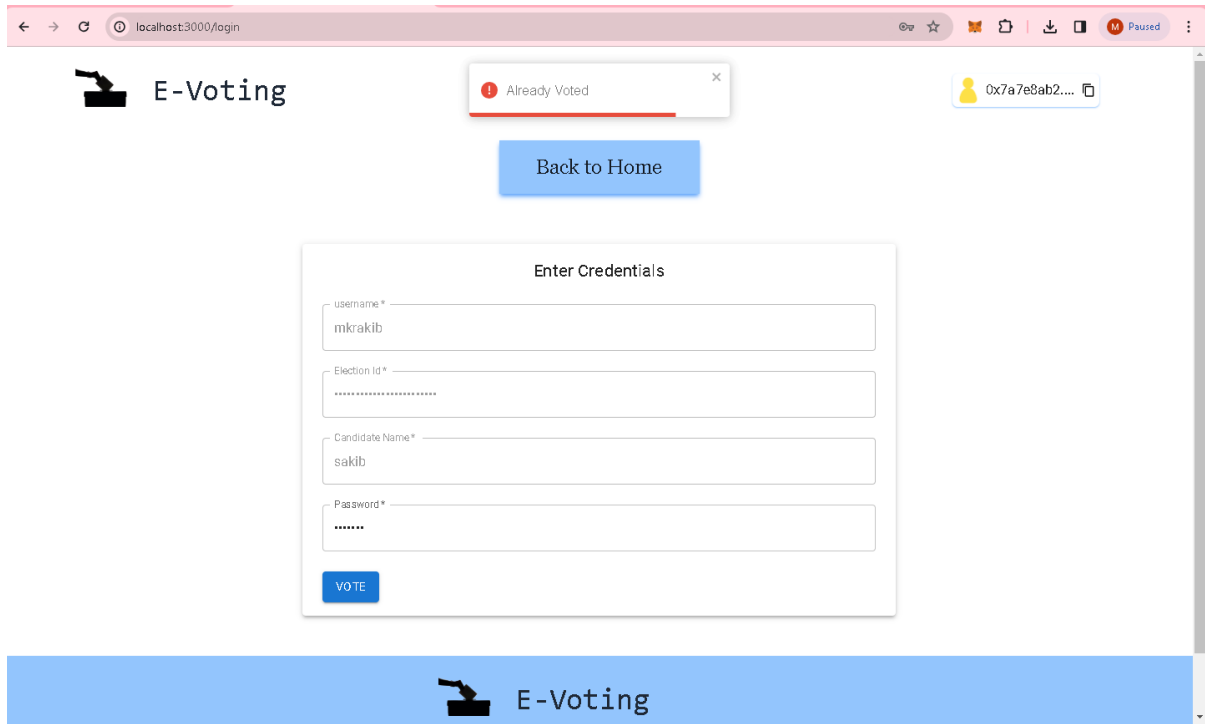 localhost:3000/login
M Paused
E-Voting
Already Voted
0x7a7e8ab2....
Back to Home
Enter Credentials
username *
mkrakib
Election Id *
••••••••••••••••••••••••
Candidate Name *
sakib
Password *
•••••••
VOTE
E-Voting